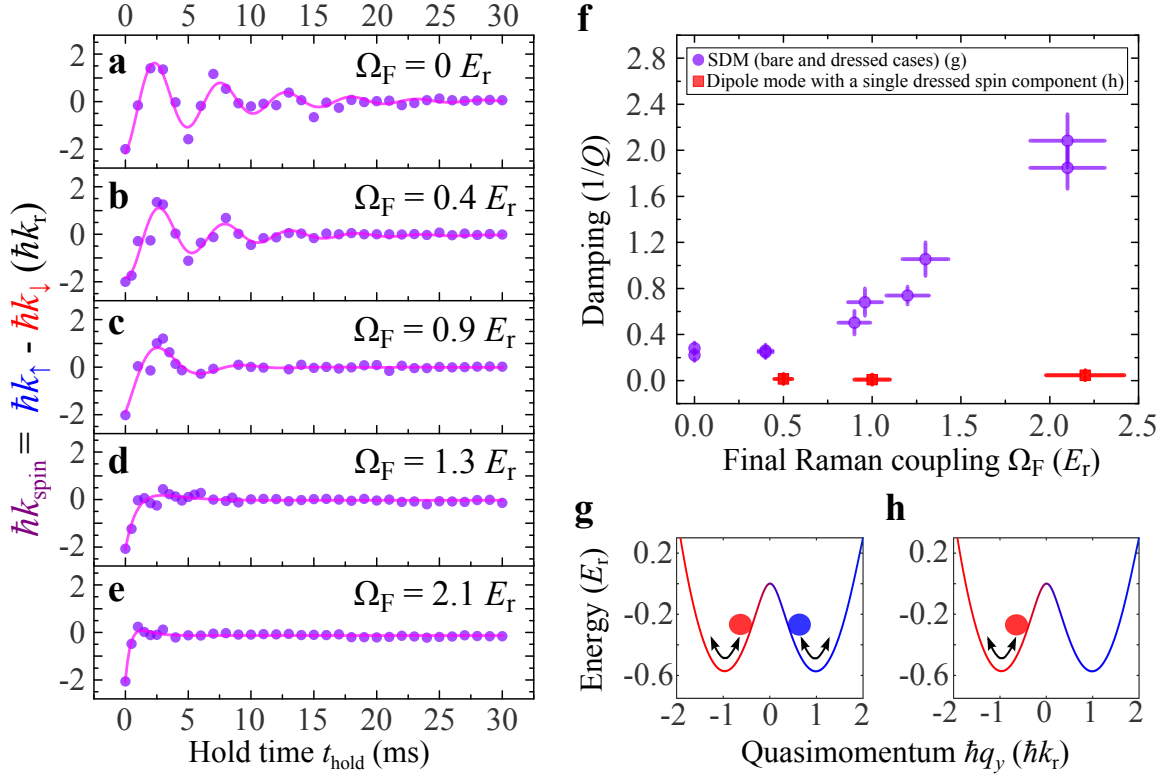 0 5 10 15 20 25 30
a
Ω_F = 0 E_r
2
0
-2
b
Ω_F = 0.4 E_r
2
0
-2
c
Ω_F = 0.9 E_r
2
0
-2
d
Ω_F = 1.3 E_r
2
0
-2
e
Ω_F = 2.1 E_r
2
0
-2
0 5 10 15 20 25 30
Hold time t_hold (ms)
ħk_spin = ħk_↑ - ħk_↓ (ħk_r)
f
SDM (bare and dressed cases) (g)
Dipole mode with a single dressed spin component (h)
Damping (1/Q)
2.8
2.4
2.0
1.6
1.2
0.8
0.4
0.0
0.0 0.5 1.0 1.5 2.0 2.5
Final Raman coupling Ω_F (E_r)
g
Energy (E_r)
0.2
-0.2
-0.6
-2 -1 0 1 2
h
0.2
-0.2
-0.6
-2 -1 0 1 2
Quasimomentum ħq_y (ħk_r)